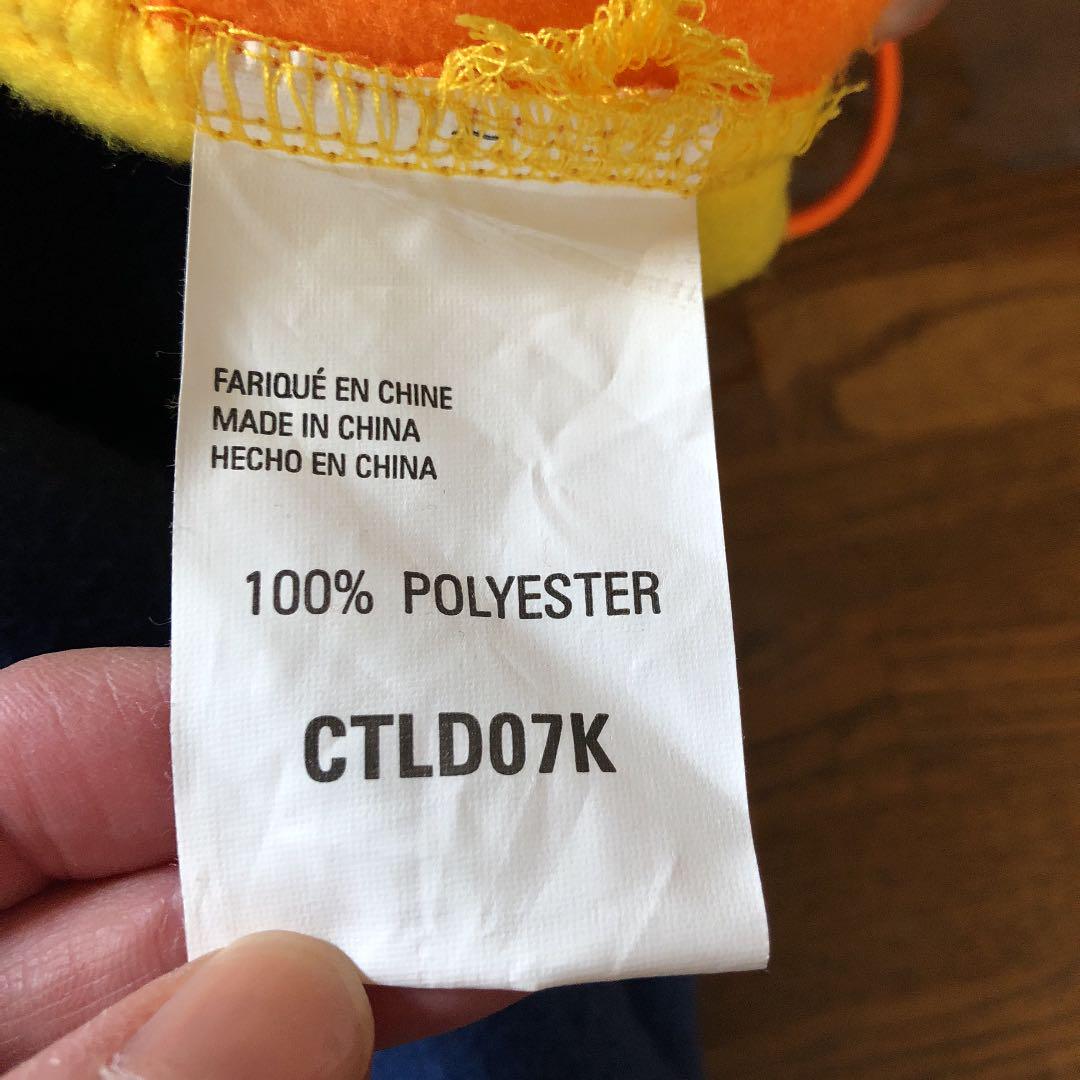 FARIQUÉ EN CHINE
MADE IN CHINA
HECHO EN CHINA
100% POLYESTER
CTLD07K